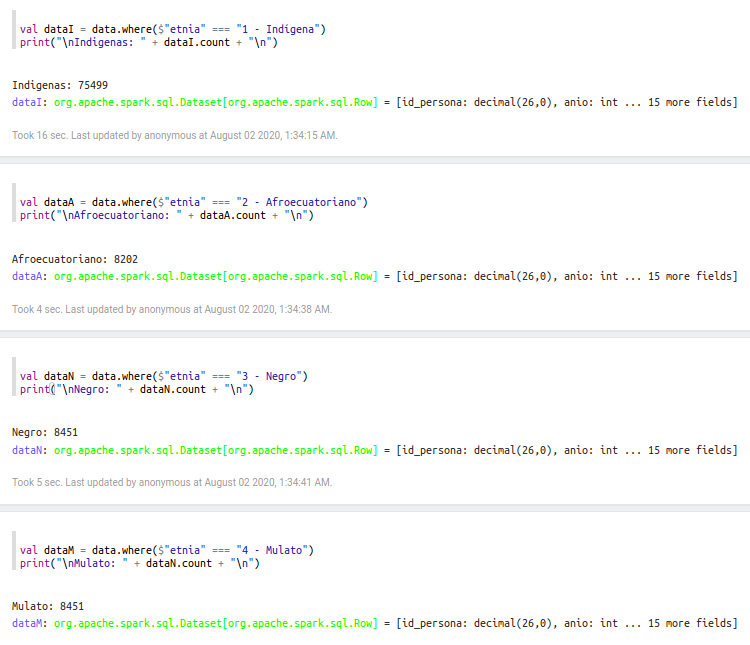 val dataI = data.where($"etnia" === "1 - Indígena")
print("\nIndigenas: " + dataI.count + "\n")
Indigenas: 75499
dataI: org.apache.spark.sql.Dataset[org.apache.spark.sql.Row] = [id_persona: decimal(26,0), anio: int ... 15 more fields]
Took 16 sec. Last updated by anonymous at August 02 2020, 1:34:15 AM.
val dataA = data.where($"etnia" === "2 - Afroecuatoriano")
print("\nAfroecuatoriano: " + dataA.count + "\n")
Afroecuatoriano: 8202
dataA: org.apache.spark.sql.Dataset[org.apache.spark.sql.Row] = [id_persona: decimal(26,0), anio: int ... 15 more fields]
Took 4 sec. Last updated by anonymous at August 02 2020, 1:34:38 AM.
val dataN = data.where($"etnia" === "3 - Negro")
print("\nNegro: " + dataN.count + "\n")
Negro: 8451
dataN: org.apache.spark.sql.Dataset[org.apache.spark.sql.Row] = [id_persona: decimal(26,0), anio: int ... 15 more fields]
Took 5 sec. Last updated by anonymous at August 02 2020, 1:34:41 AM.
val dataM = data.where($"etnia" === "4 - Mulato")
print("\nMulato: " + dataN.count + "\n")
Mulato: 8451
dataM: org.apache.spark.sql.Dataset[org.apache.spark.sql.Row] = [id_persona: decimal(26,0), anio: int ... 15 more fields]